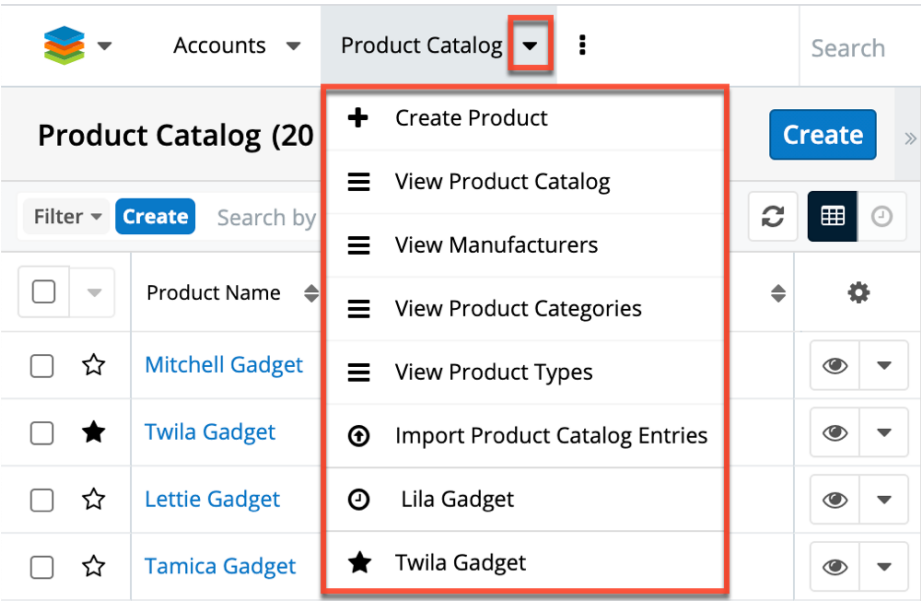 Accounts
Product Catalog
Search
Product Catalog (20
Create
Filter
Create
Search by
Product Name
Mitchell Gadget
Twila Gadget
Lettie Gadget
Tamica Gadget
Create Product
View Product Catalog
View Manufacturers
View Product Categories
View Product Types
Import Product Catalog Entries
Lila Gadget
Twila Gadget